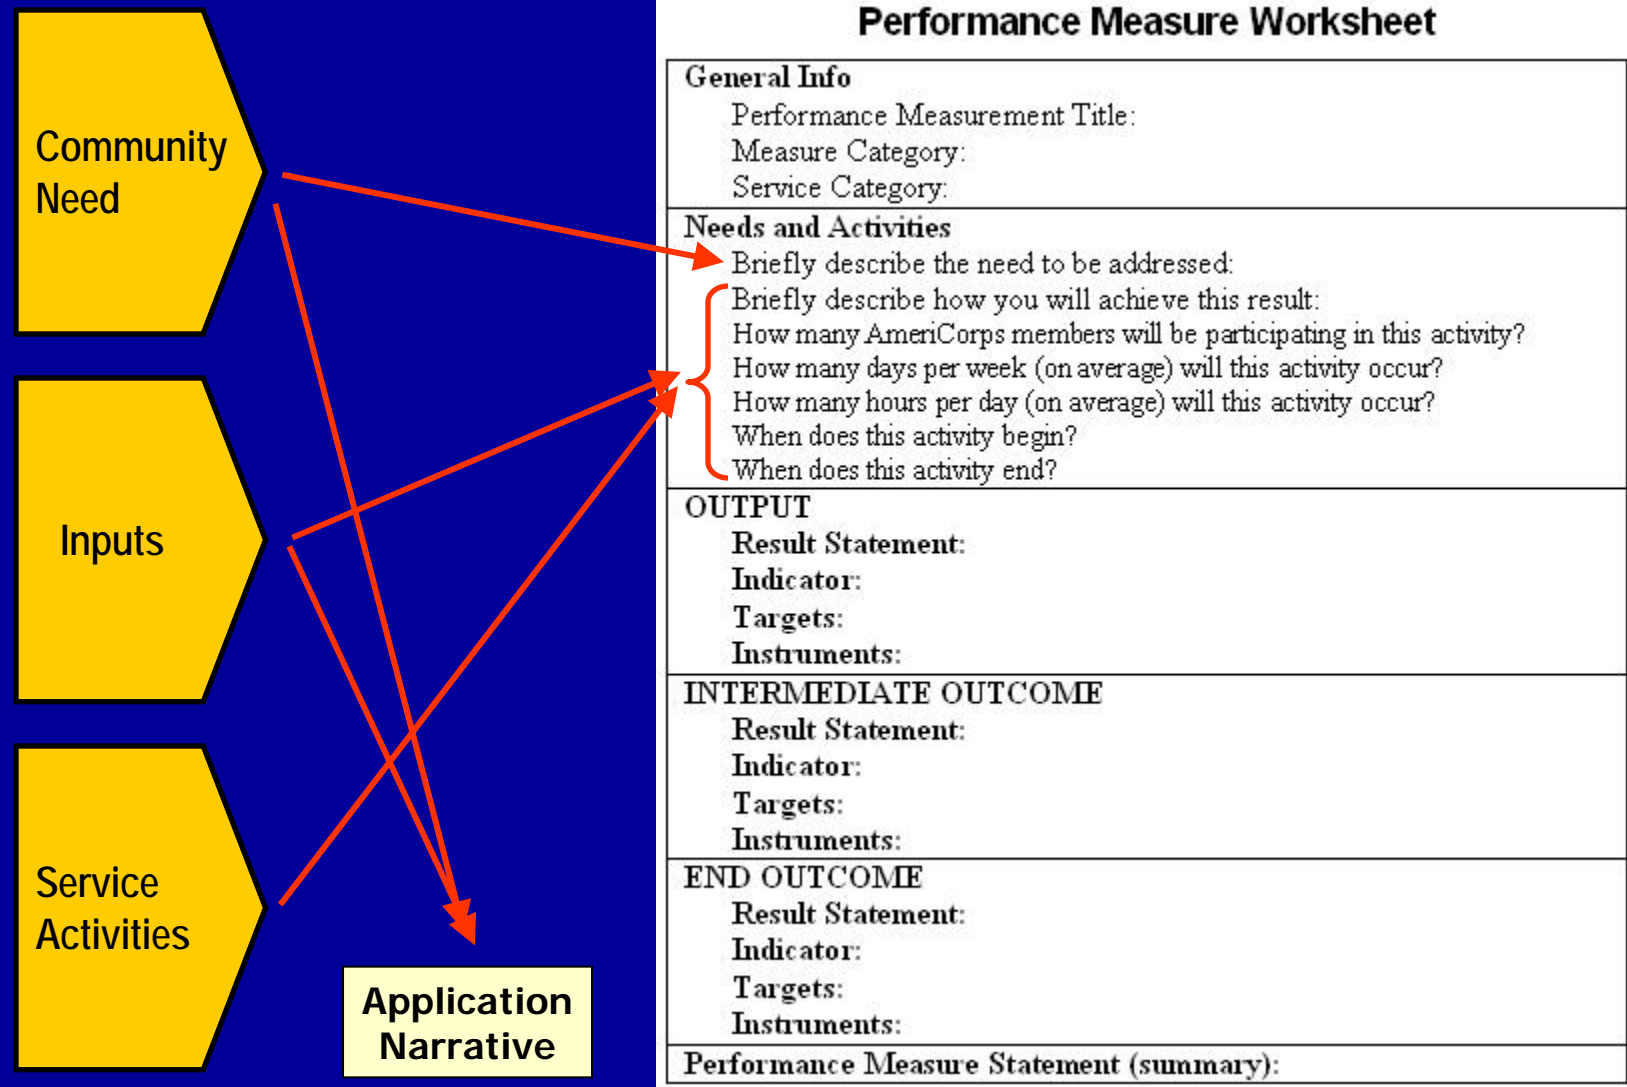 Community
Need
Inputs
Service
Activities
Application
Narrative
Performance Measure Worksheet
General Info
Performance Measurement Title:
Measure Category:
Service Category:
Needs and Activities
Briefly describe the need to be addressed:
Briefly describe how you will achieve this result:
How many AmeriCorps members will be participating in this activity?
How many days per week (on average) will this activity occur?
How many hours per day (on average) will this activity occur?
When does this activity begin?
When does this activity end?
OUTPUT
Result Statement:
Indicator:
Targets:
Instruments:
INTERMEDIATE OUTCOME
Result Statement:
Indicator:
Targets:
Instruments:
END OUTCOME
Result Statement:
Indicator:
Targets:
Instruments:
Performance Measure Statement (summary):